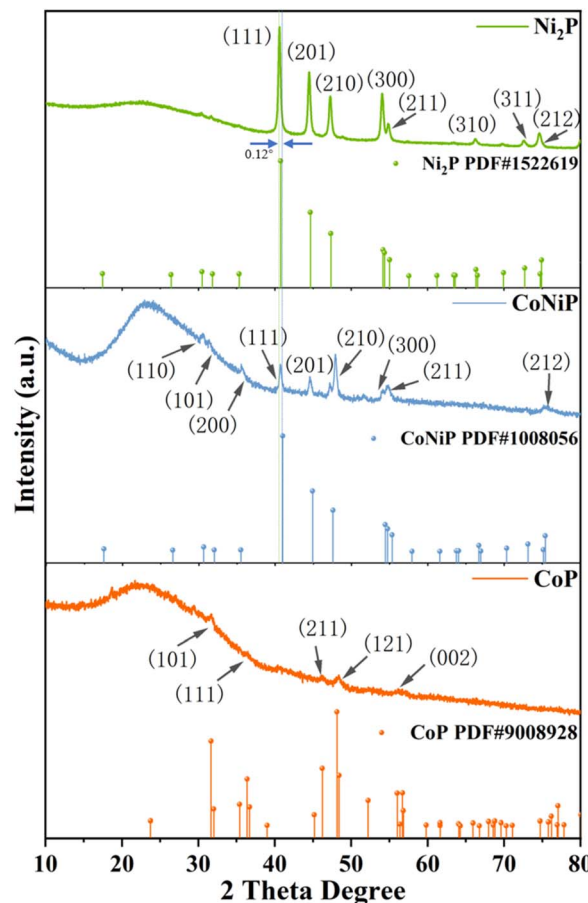 Ni₂P
(111)
(201)
(210)
(300)
(211)
(310)
(311)
(212)
0.12°
Ni₂P PDF#1522619
CoNiP
(110)
(101)
(200)
(111)
(201)
(210)
(300)
(211)
(212)
CoNiP PDF#1008056
CoP
(101)
(111)
(211)
(121)
(002)
CoP PDF#9008928
Intensity (a.u.)
10 20 30 40 50 60 70 80
2 Theta Degree